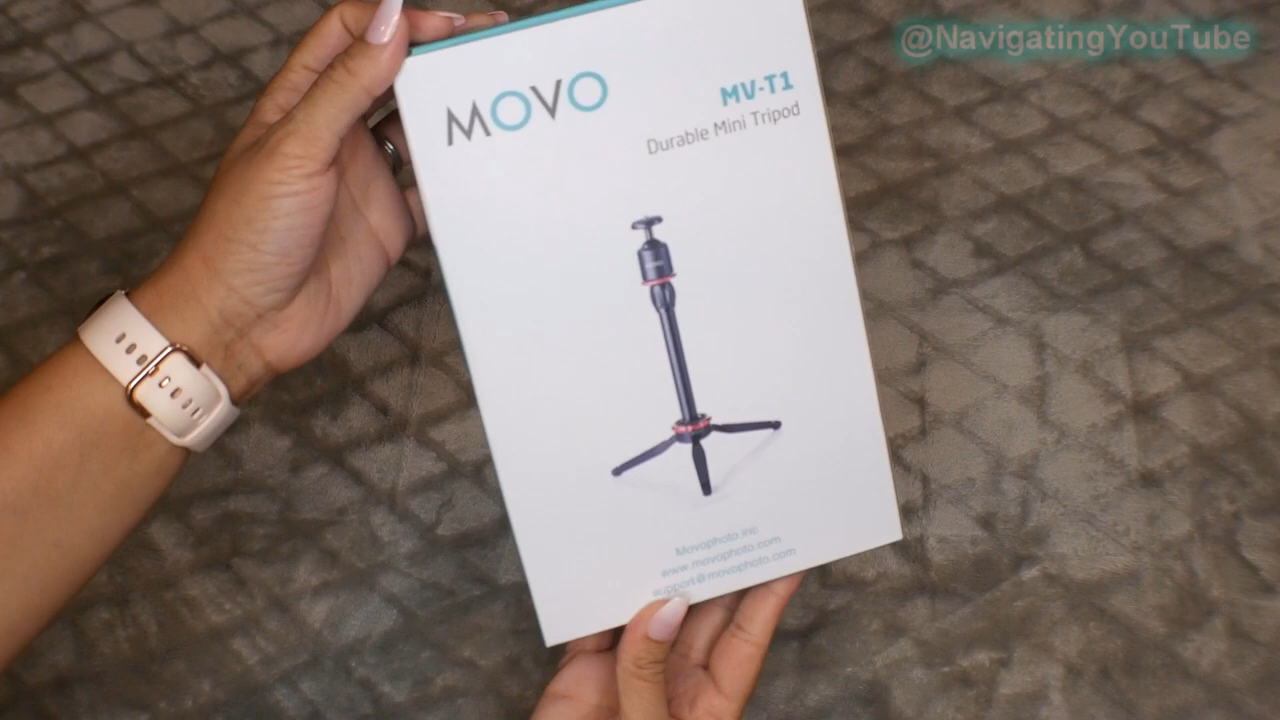 @NavigatingYouTube
MOVO
MV-T1
Durable Mini Tripod
Movophoto inc
www.movophoto.com
support@movophoto.com